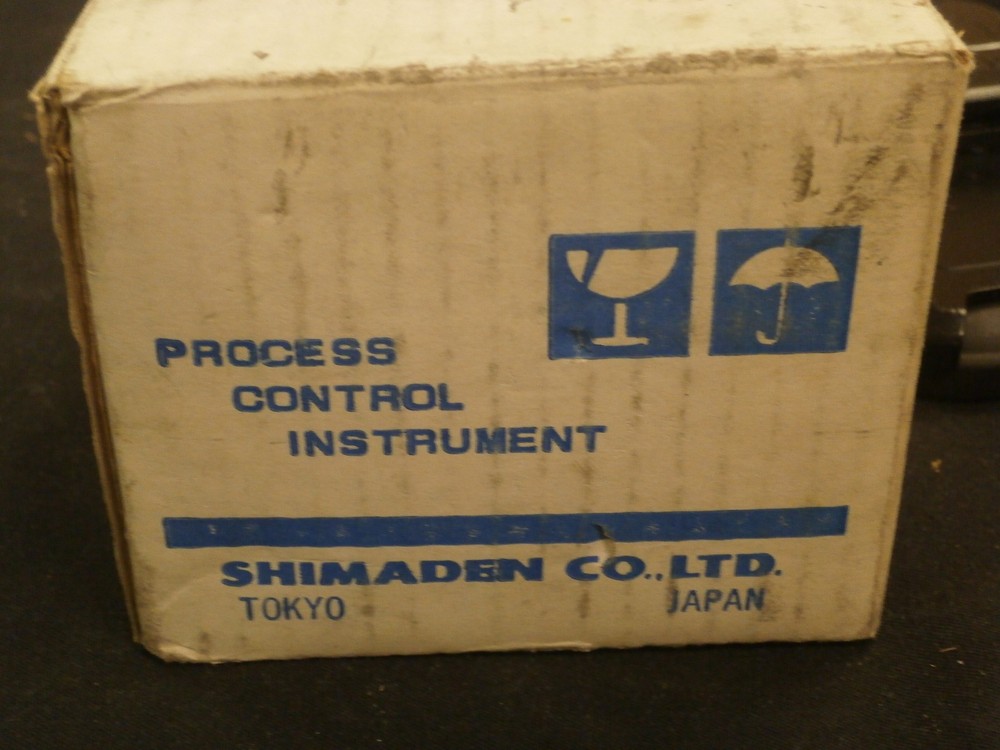 PROCESS
CONTROL
INSTRUMENT
SHIMADEN CO.,LTD.
TOKYO JAPAN